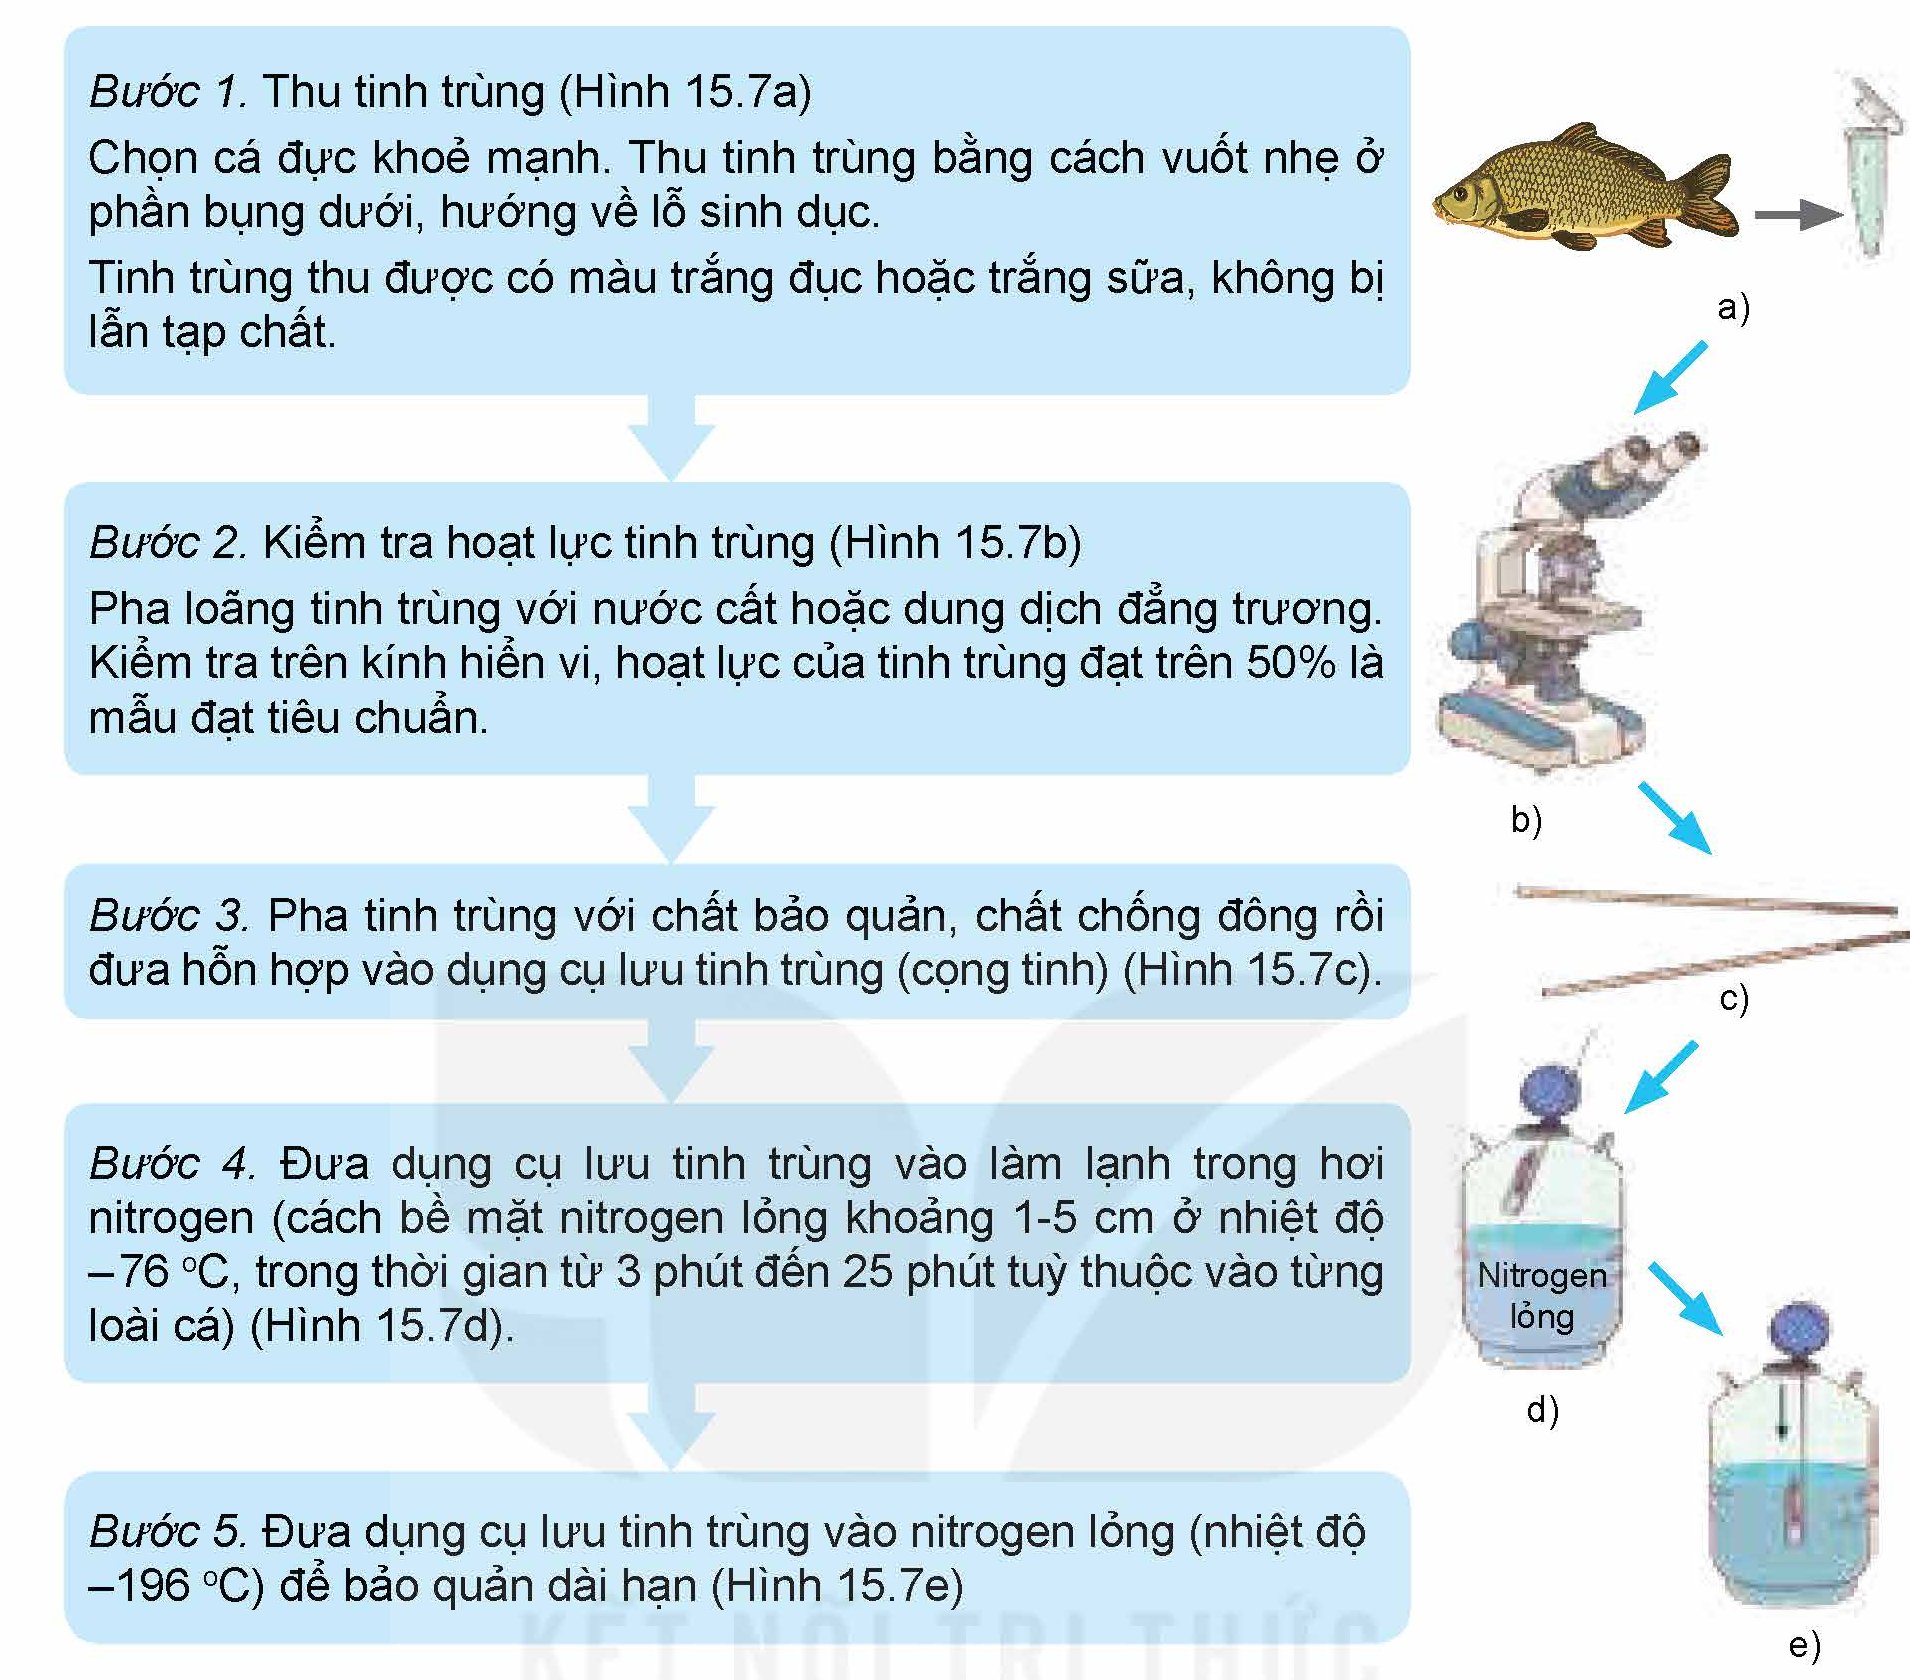 Bước 1. Thu tinh trùng (Hình 15.7a)
Chọn cá đực khoẻ mạnh. Thu tinh trùng bằng cách vuốt nhẹ ở
phần bụng dưới, hướng về lỗ sinh dục.
Tinh trùng thu được có màu trắng đục hoặc trắng sữa, không bị
lẫn tạp chất.
a)
Bước 2. Kiểm tra hoạt lực tinh trùng (Hình 15.7b)
Pha loãng tinh trùng với nước cất hoặc dung dịch đẳng trương.
Kiểm tra trên kính hiển vi, hoạt lực của tinh trùng đạt trên 50% là
mẫu đạt tiêu chuẩn.
b)
Bước 3. Pha tinh trùng với chất bảo quản, chất chống đông rồi
đưa hỗn hợp vào dụng cụ lưu tinh trùng (cọng tinh) (Hình 15.7c).
c)
Bước 4. Đưa dụng cụ lưu tinh trùng vào làm lạnh trong hơi
nitrogen (cách bề mặt nitrogen lỏng khoảng 1-5 cm ở nhiệt độ
–76 °C, trong thời gian từ 3 phút đến 25 phút tuỳ thuộc vào từng
loài cá) (Hình 15.7d).
Nitrogen
lỏng
d)
Bước 5. Đưa dụng cụ lưu tinh trùng vào nitrogen lỏng (nhiệt độ
–196 °C) để bảo quản dài hạn (Hình 15.7e)
e)
KẾT NỐI TRI THỨC